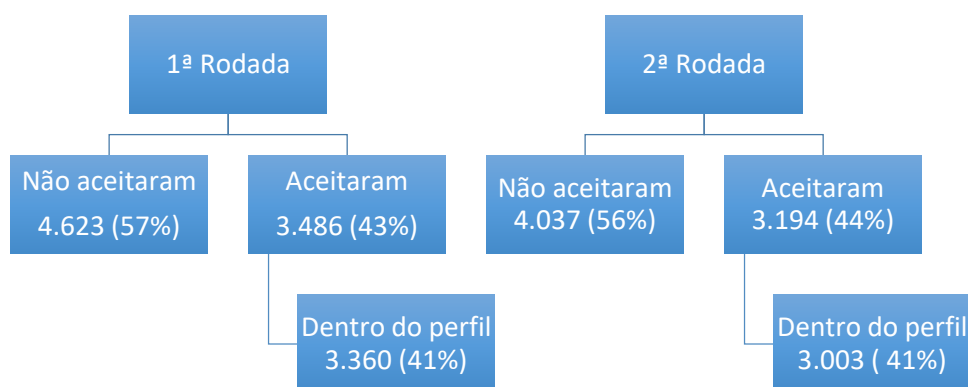 1ª Rodada
Não aceitaram
4.623 (57%)
Aceitaram
3.486 (43%)
Dentro do perfil
3.360 (41%)
2ª Rodada
Não aceitaram
4.037 (56%)
Aceitaram
3.194 (44%)
Dentro do perfil
3.003 ( 41%)